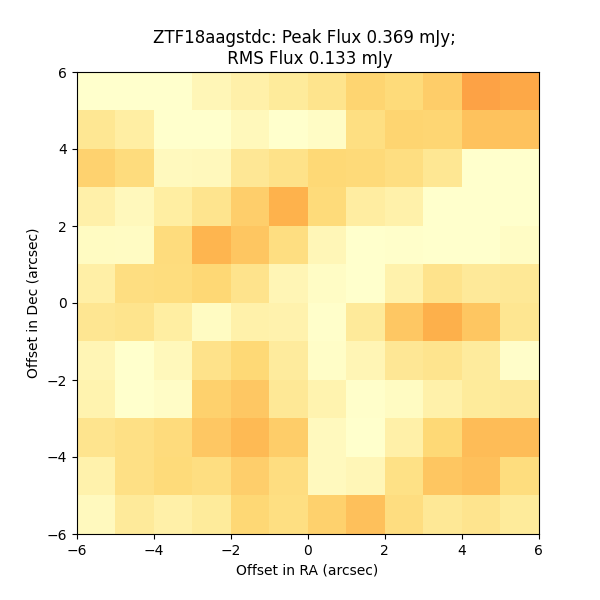 ZTF18aagstdc: Peak Flux 0.369 mJy;
RMS Flux 0.133 mJy
6
4
2
0
−2
−4
−6
Offset in Dec (arcsec)
−6 −4 −2 0 2 4 6
Offset in RA (arcsec)